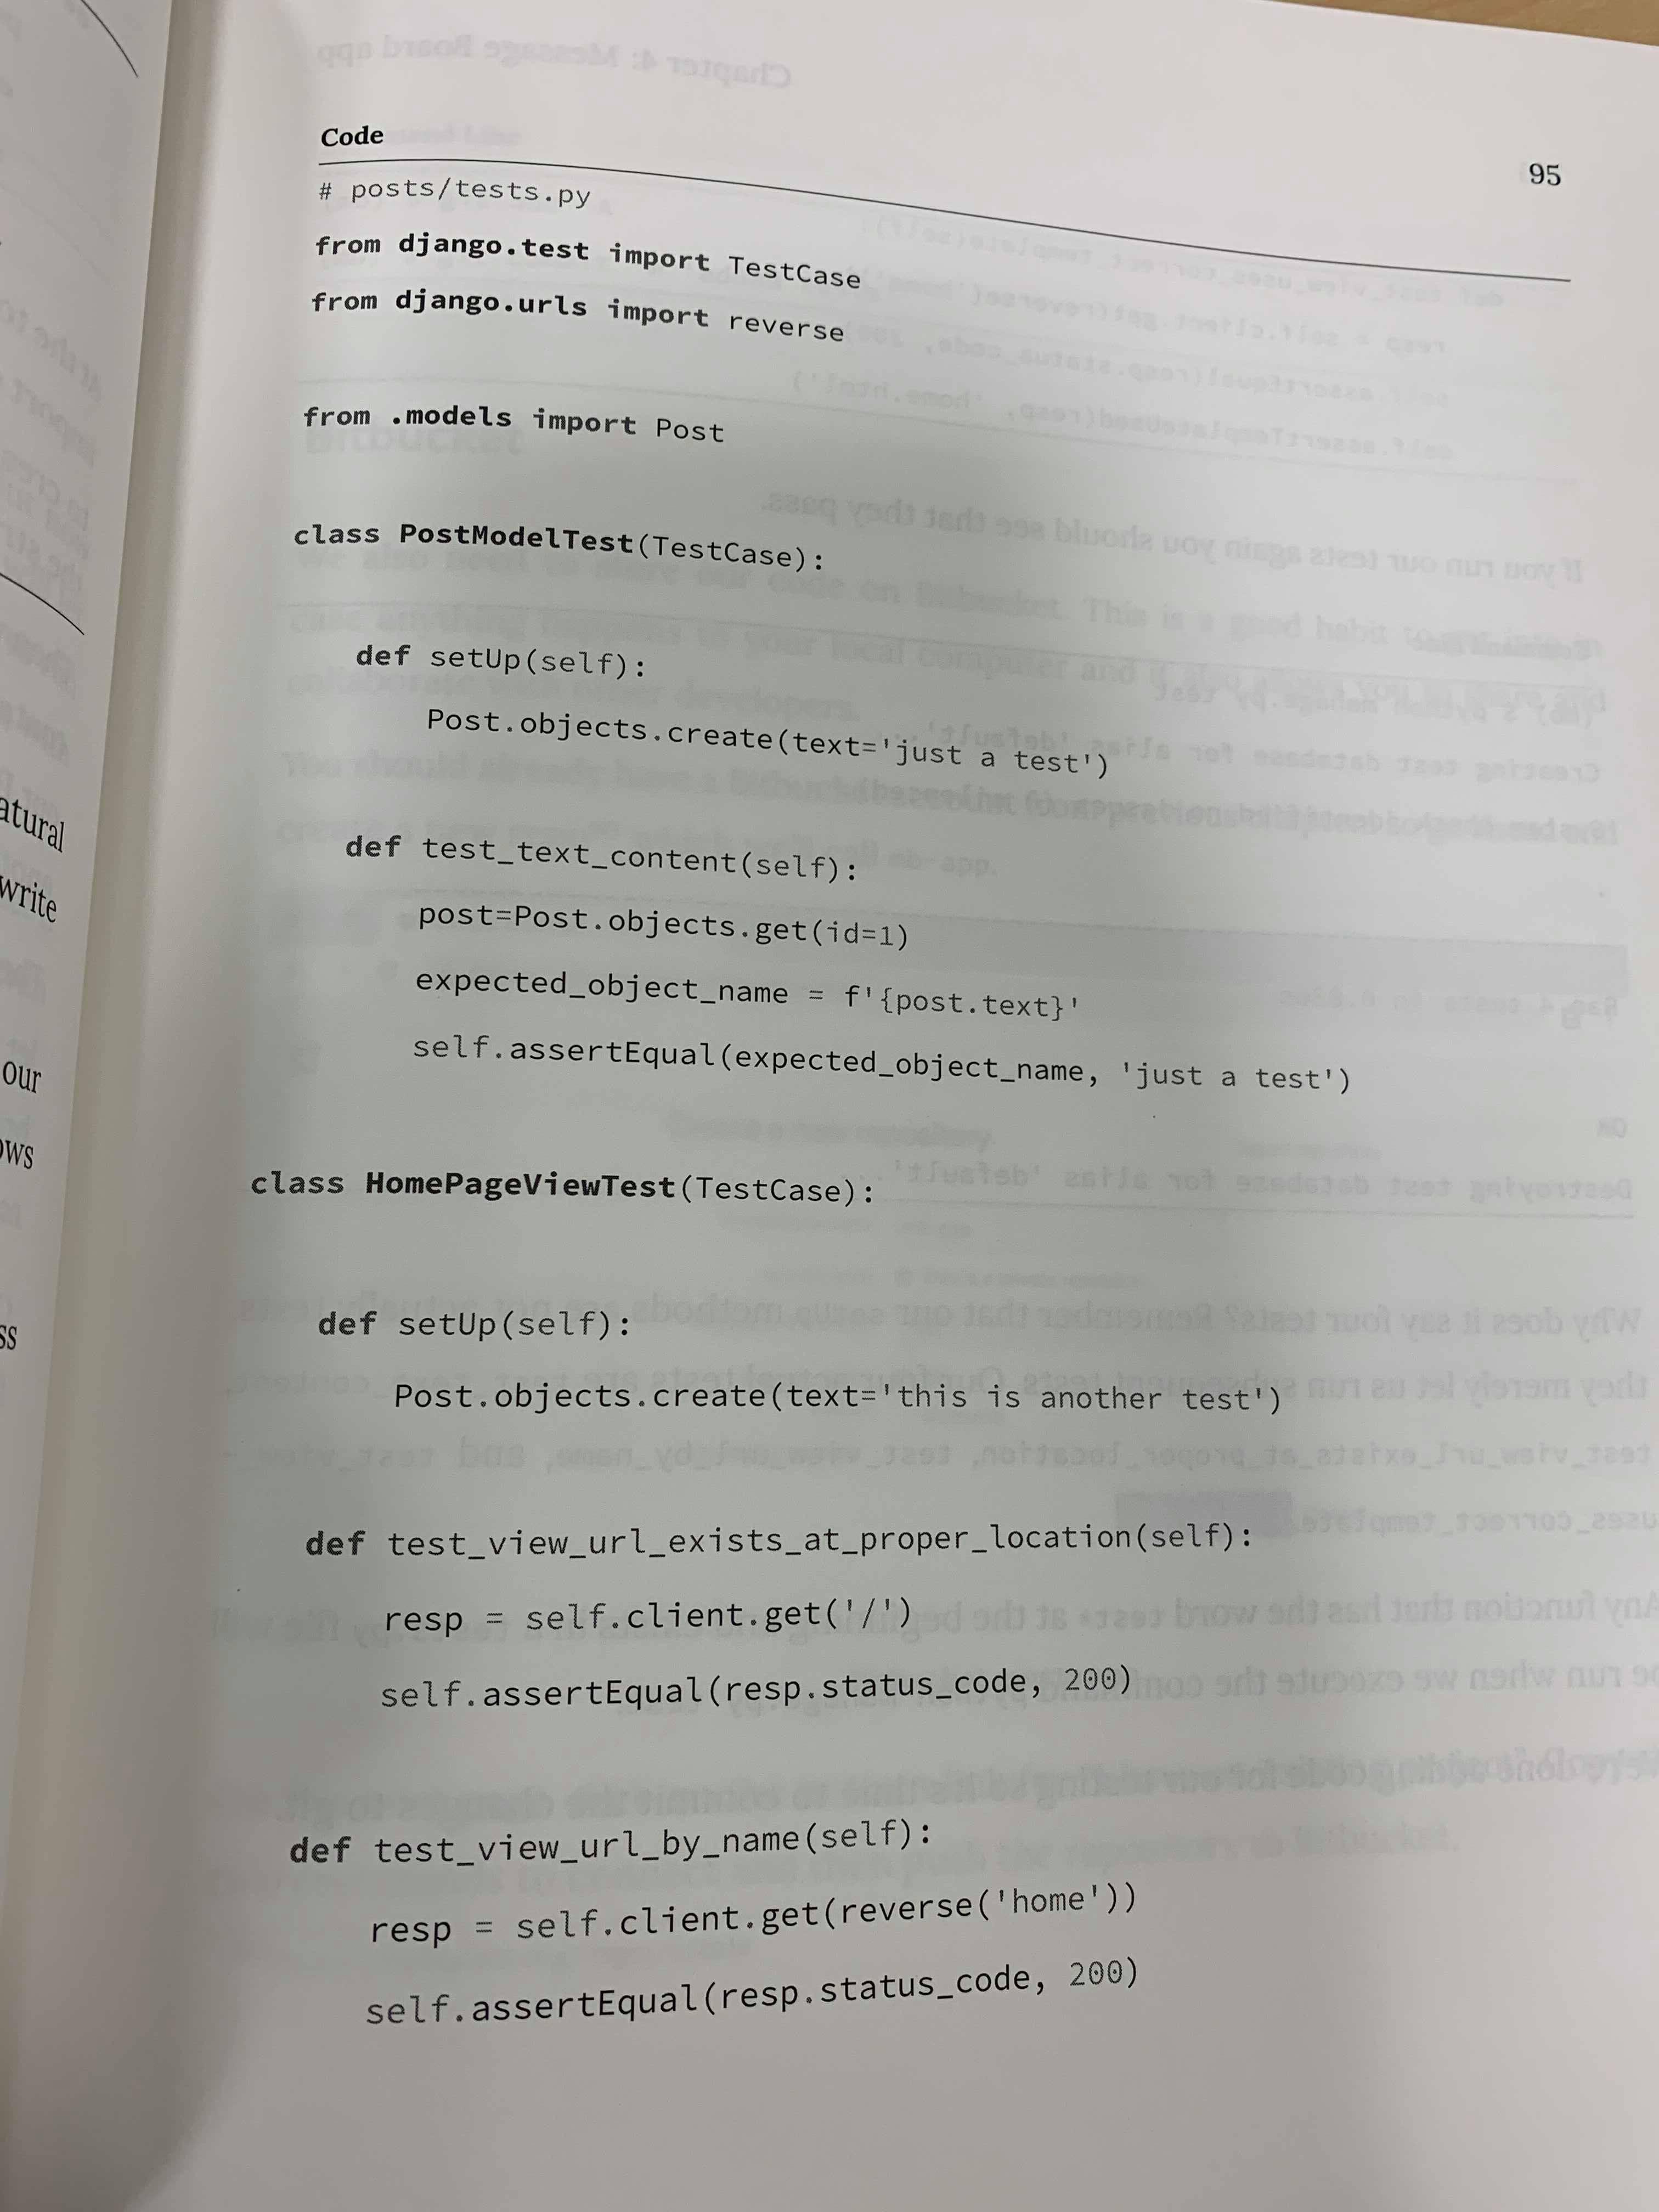 Code
95
# posts/tests.py
from django.test import TestCase
from django.urls import reverse
from .models import Post
class PostModelTest(TestCase):
def setUp(self):
Post.objects.create(text='just a test')
def test_text_content(self):
post=Post.objects.get(id=1)
expected_object_name = f'{post.text}'
self.assertEqual(expected_object_name, 'just a test')
class HomePageViewTest(TestCase):
def setUp(self):
Post.objects.create(text='this is another test')
def test_view_url_exists_at_proper_location(self):
resp = self.client.get('/')
self.assertEqual(resp.status_code, 200)
def test_view_url_by_name(self):
resp = self.client.get(reverse('home'))
self.assertEqual(resp.status_code, 200)
write
our